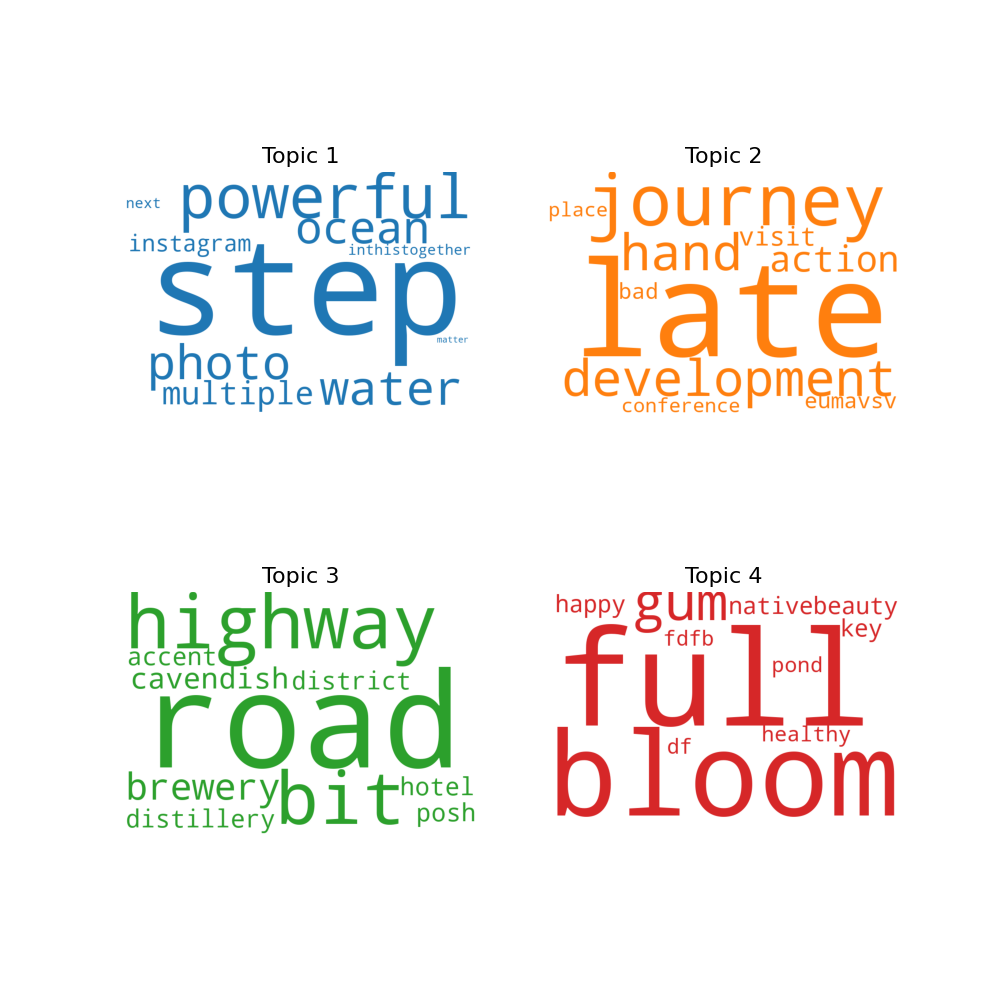 Topic 1
next
powerful
ocean
instagram
inthistogether
step
matter
photo
multiple
water
Topic 2
place
journey
visit
hand
action
bad
late
development
conference
eumavsv
Topic 3
highway
accent
cavendish
district
road
brewery
bit
hotel
distillery
posh
Topic 4
happy
gum
nativebeauty
key
fdfb
full
pond
healthy
df
bloom